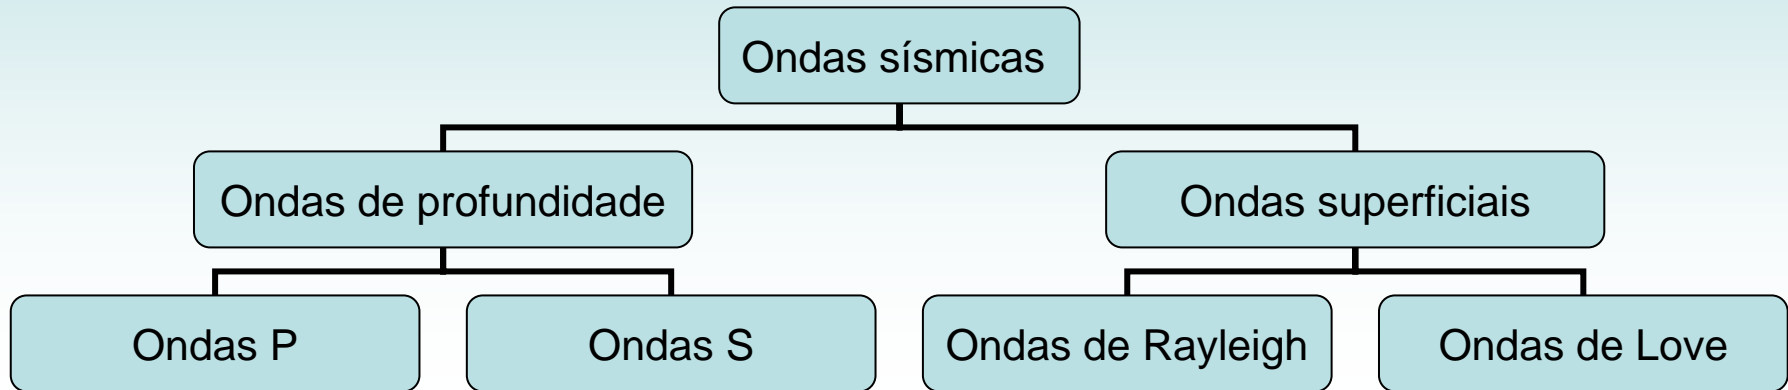 Ondas sísmicas
Ondas de profundidade
Ondas superficiais
Ondas P
Ondas S
Ondas de Rayleigh
Ondas de Love